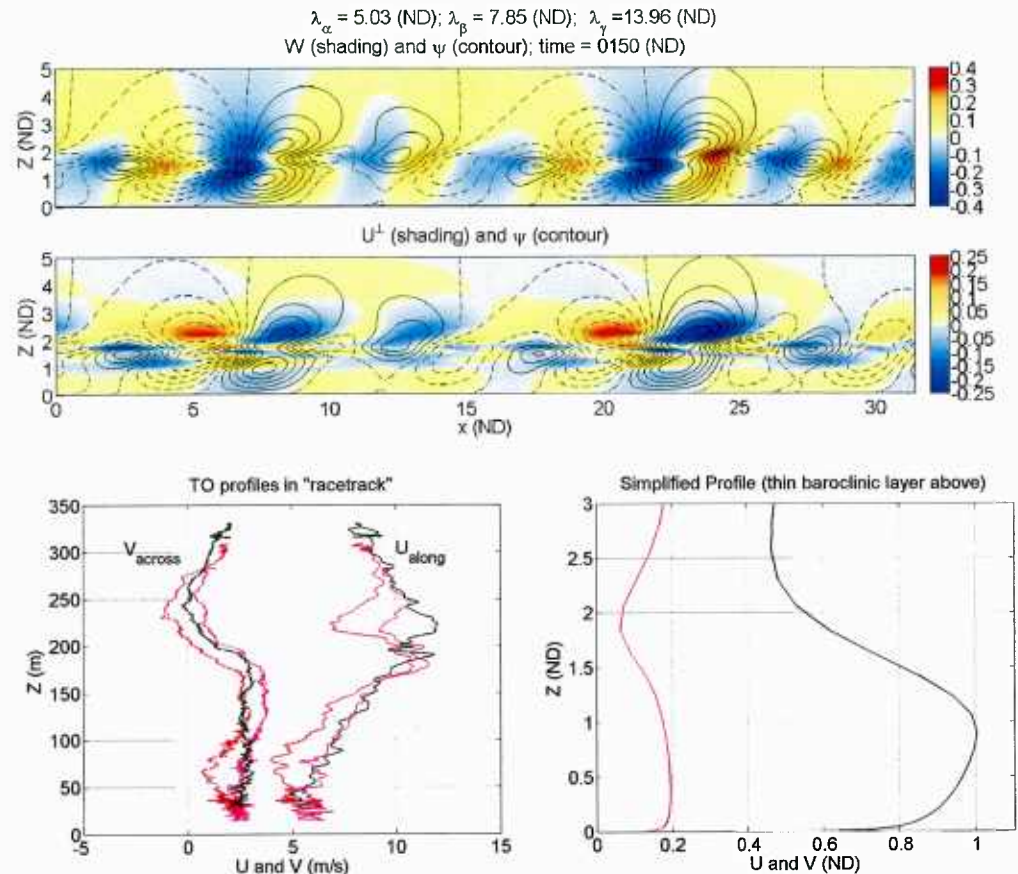 λα = 5.03 (ND); λβ = 7.85 (ND); λγ =13.96 (ND)
W (shading) and ψ (contour); time = 0150 (ND)
Z (ND)
5
4
3
2
1
0
0.4
0.3
0.2
0.1
0
-0.1
-0.2
-0.3
-0.4
U⊥ (shading) and ψ (contour)
Z (ND)
5
4
3
2
1
0
0.25
0.15
0.05
-0.05
-0.15
-0.25
0 5 10 15 20 25 30
x (ND)
TO profiles in "racetrack"
Z (m)
350
300
250
200
150
100
50
0
Vacross
Ualong
-5 0 5 10 15
U and V (m/s)
Simplified Profile (thin baroclinic layer above)
Z (ND)
3
2.5
2
1.5
1
0.5
0
0 0.2 0.4 0.6 0.8 1
U and V (ND)